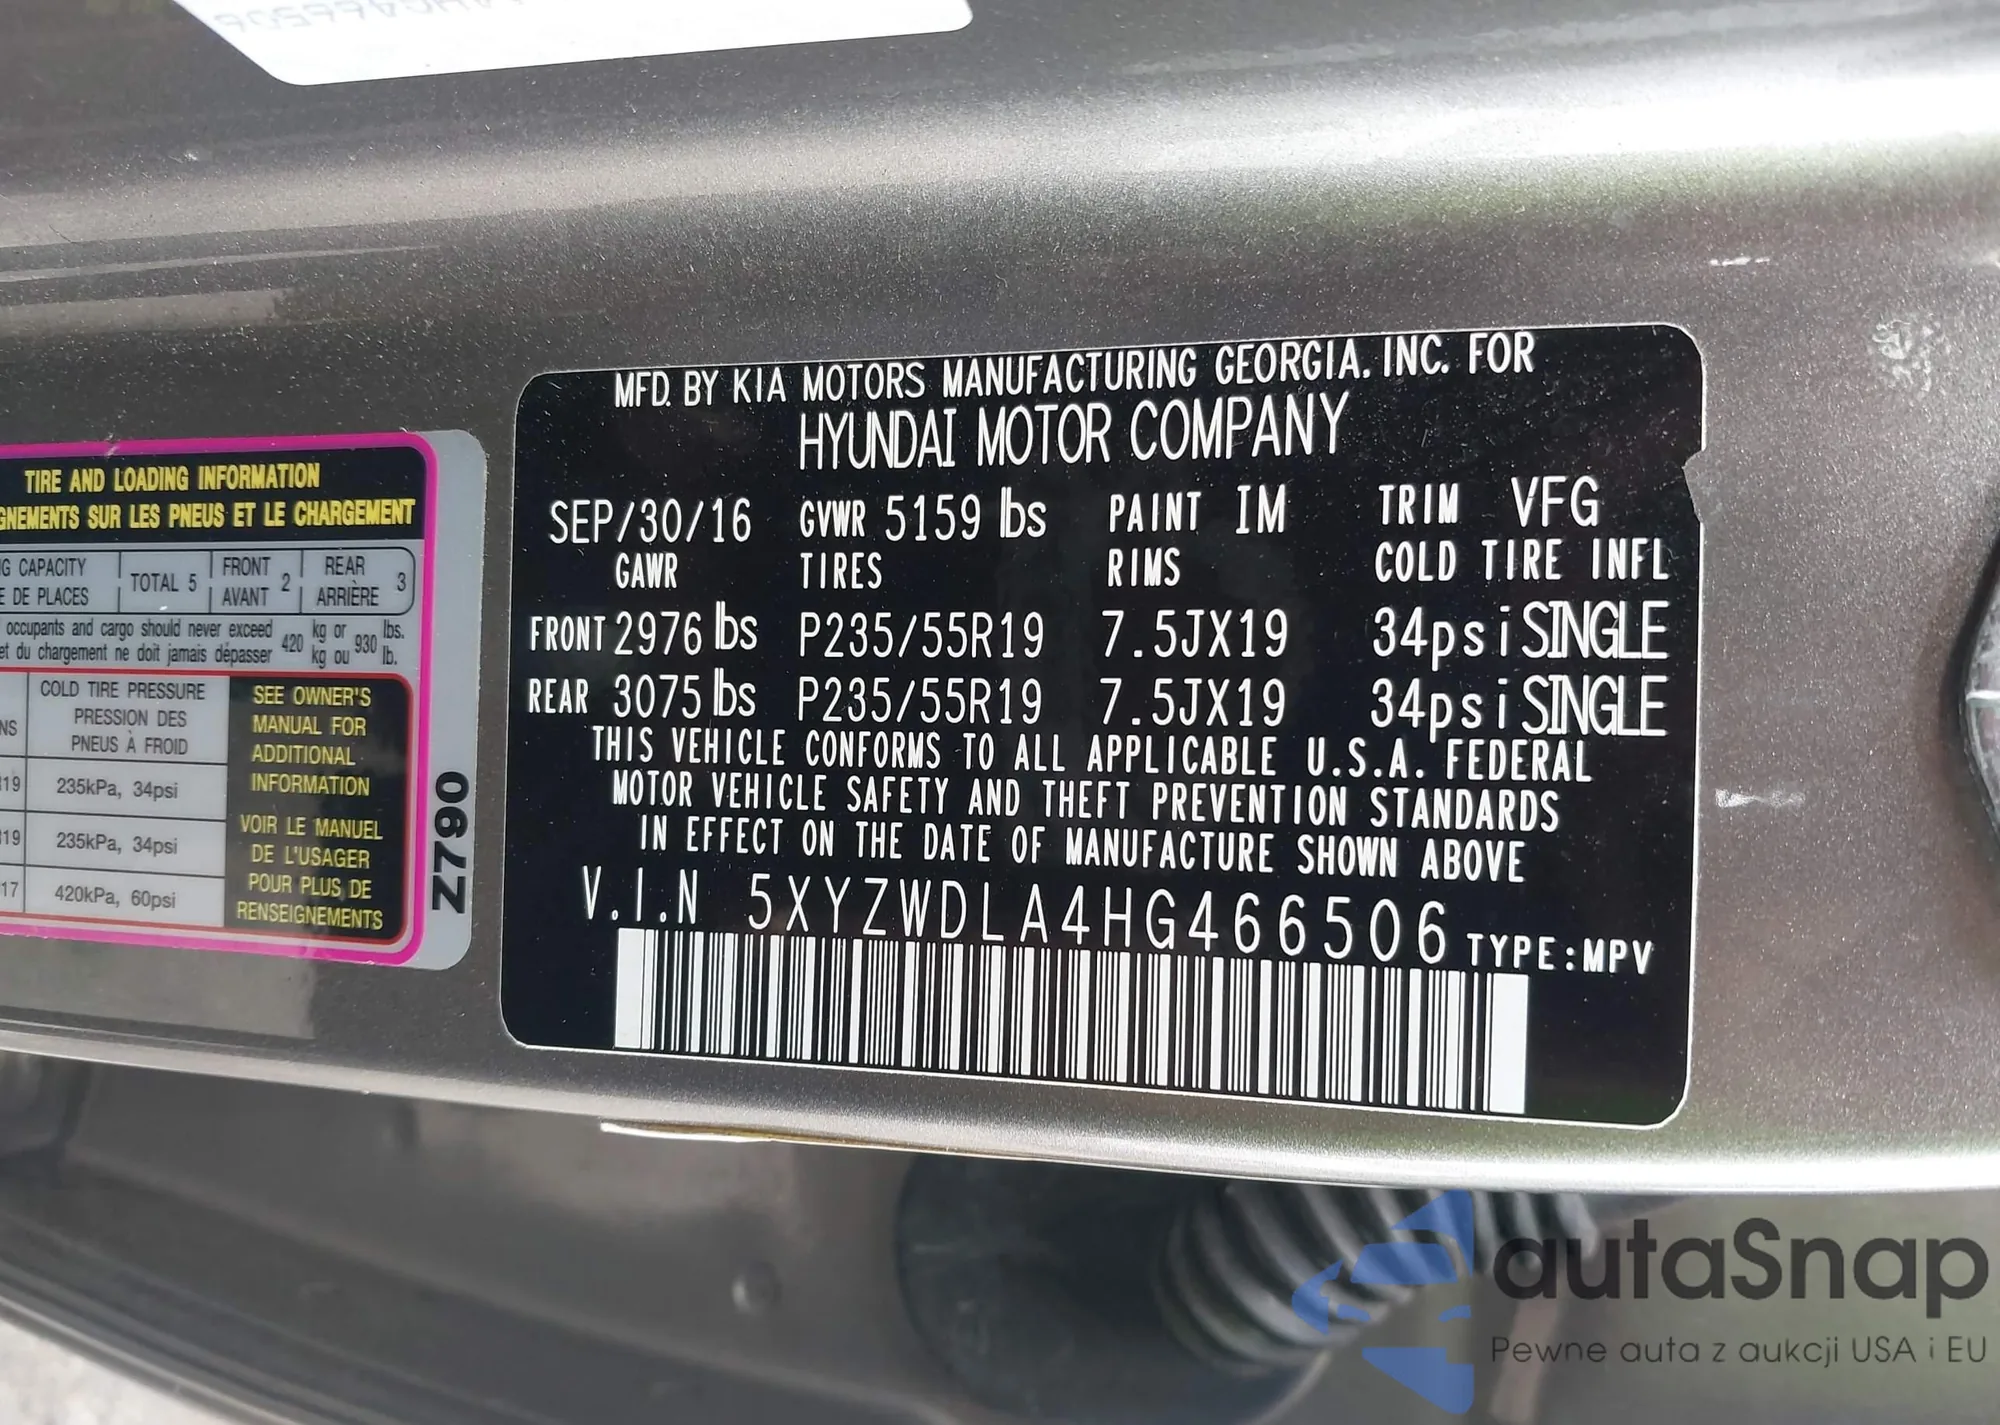 TIRE AND LOADING INFORMATION
SUR LES PNEUS ET LE CHARGEMENT
CAPACITY TOTAL 5 FRONT 2 REAR 3
DE PLACES AVANT ARRIÈRE
occupants and cargo should never exceed 420 kg or 930 lbs.
et du chargement ne doit jamais dépasser kg ou lb.
COLD TIRE PRESSURE
PRESSION DES
PNEUS À FROID
235kPa, 34psi
235kPa, 34psi
420kPa, 60psi
SEE OWNER'S
MANUAL FOR
ADDITIONAL
INFORMATION
VOIR LE MANUEL
DE L'USAGER
POUR PLUS DE
RENSEIGNEMENTS
Z790
MFD. BY KIA MOTORS MANUFACTURING GEORGIA. INC. FOR
HYUNDAI MOTOR COMPANY
SEP/30/16 GVWR 5159 lbs PAINT IM TRIM VFG
GAWR TIRES RIMS COLD TIRE INFL
FRONT 2976 lbs P235/55R19 7.5JX19 34psi SINGLE
REAR 3075 lbs P235/55R19 7.5JX19 34psi SINGLE
THIS VEHICLE CONFORMS TO ALL APPLICABLE U.S.A. FEDERAL
MOTOR VEHICLE SAFETY AND THEFT PREVENTION STANDARDS
IN EFFECT ON THE DATE OF MANUFACTURE SHOWN ABOVE
V.I.N 5XYZWDLA4HG466506 TYPE:MPV
autaSnap
Pewne auta z aukcji USA i EU